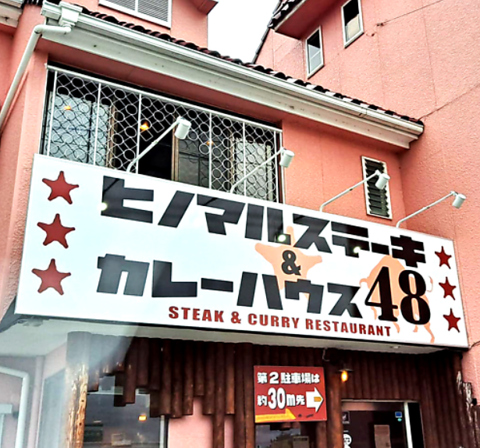 ヒノマルステーキ
&
カレーハウス48
STEAK & CURRY RESTAURANT
第2駐車場は
約30m先